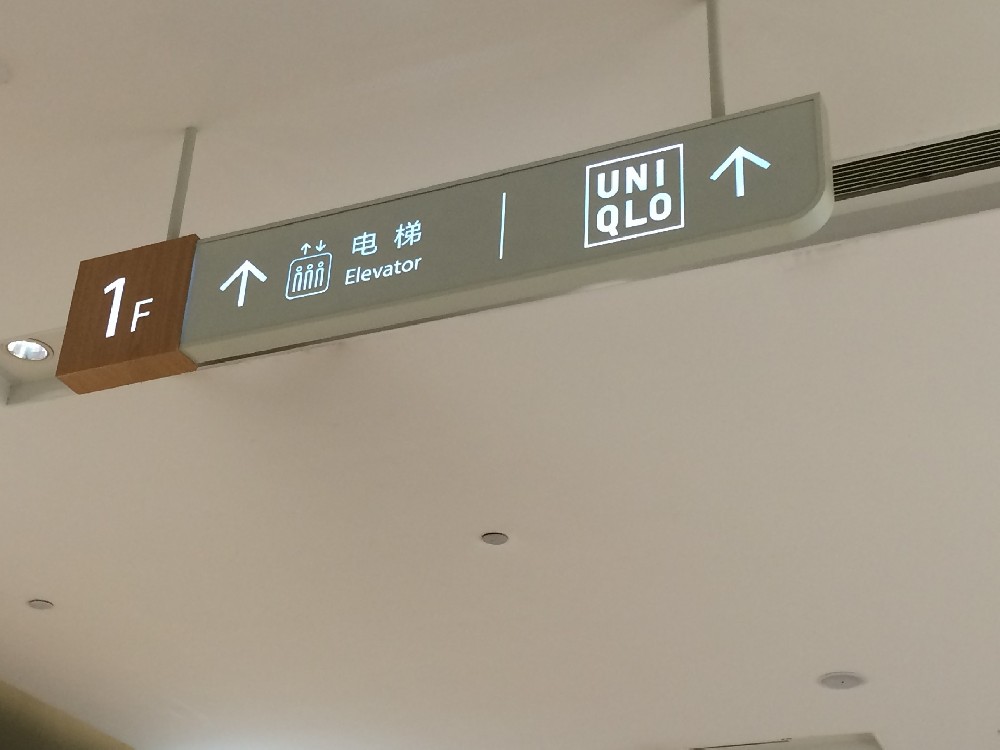 1F
电梯
Elevator
UNI
QLO